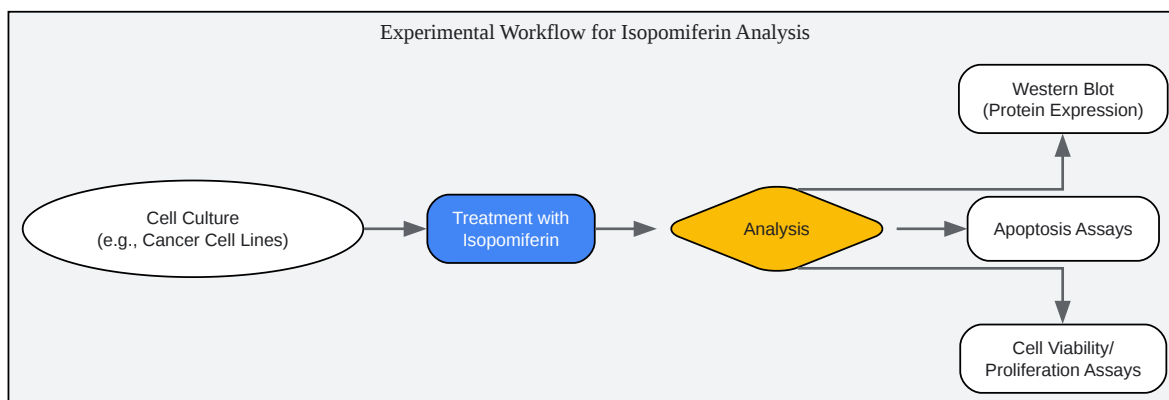 Experimental Workflow for Isopomiferin Analysis
Cell Culture
(e.g., Cancer Cell Lines)
Treatment with
Isopomiferin
Analysis
Western Blot
(Protein Expression)
Apoptosis Assays
Cell Viability/
Proliferation Assays